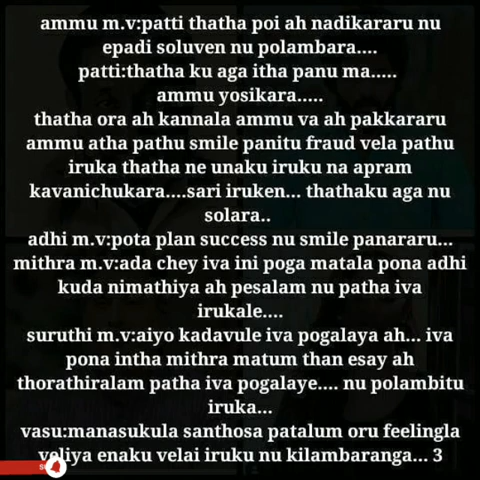 ammu m.v:patti thatha poi ah nadikararu nu
epadi soluven nu polambara....
patti:thatha ku aga itha panu ma.....
ammu yosikara.....
thatha ora ah kannala ammu va ah pakkararu
ammu atha pathu smile panitu fraud vela pathu
iruka thatha ne unaku iruku na apram
kavanichukara....sari iruken... thathaku aga nu
solara..
adhi m.v:pota plan success nu smile panararu...
mithra m.v:ada chey iva ini poga matala pona adhi
kuda nimathiya ah pesalam nu patha iva
irukale....
suruthi m.v:aiyo kadavule iva pogalaya ah... iva
pona intha mithra matum than esay ah
thorathiralam patha iva pogalaye.... nu polambitu
iruka...
vasu:manasukula santhosa patalum oru feelingla
veliya enaku velai iruku nu kilambaranga... 3